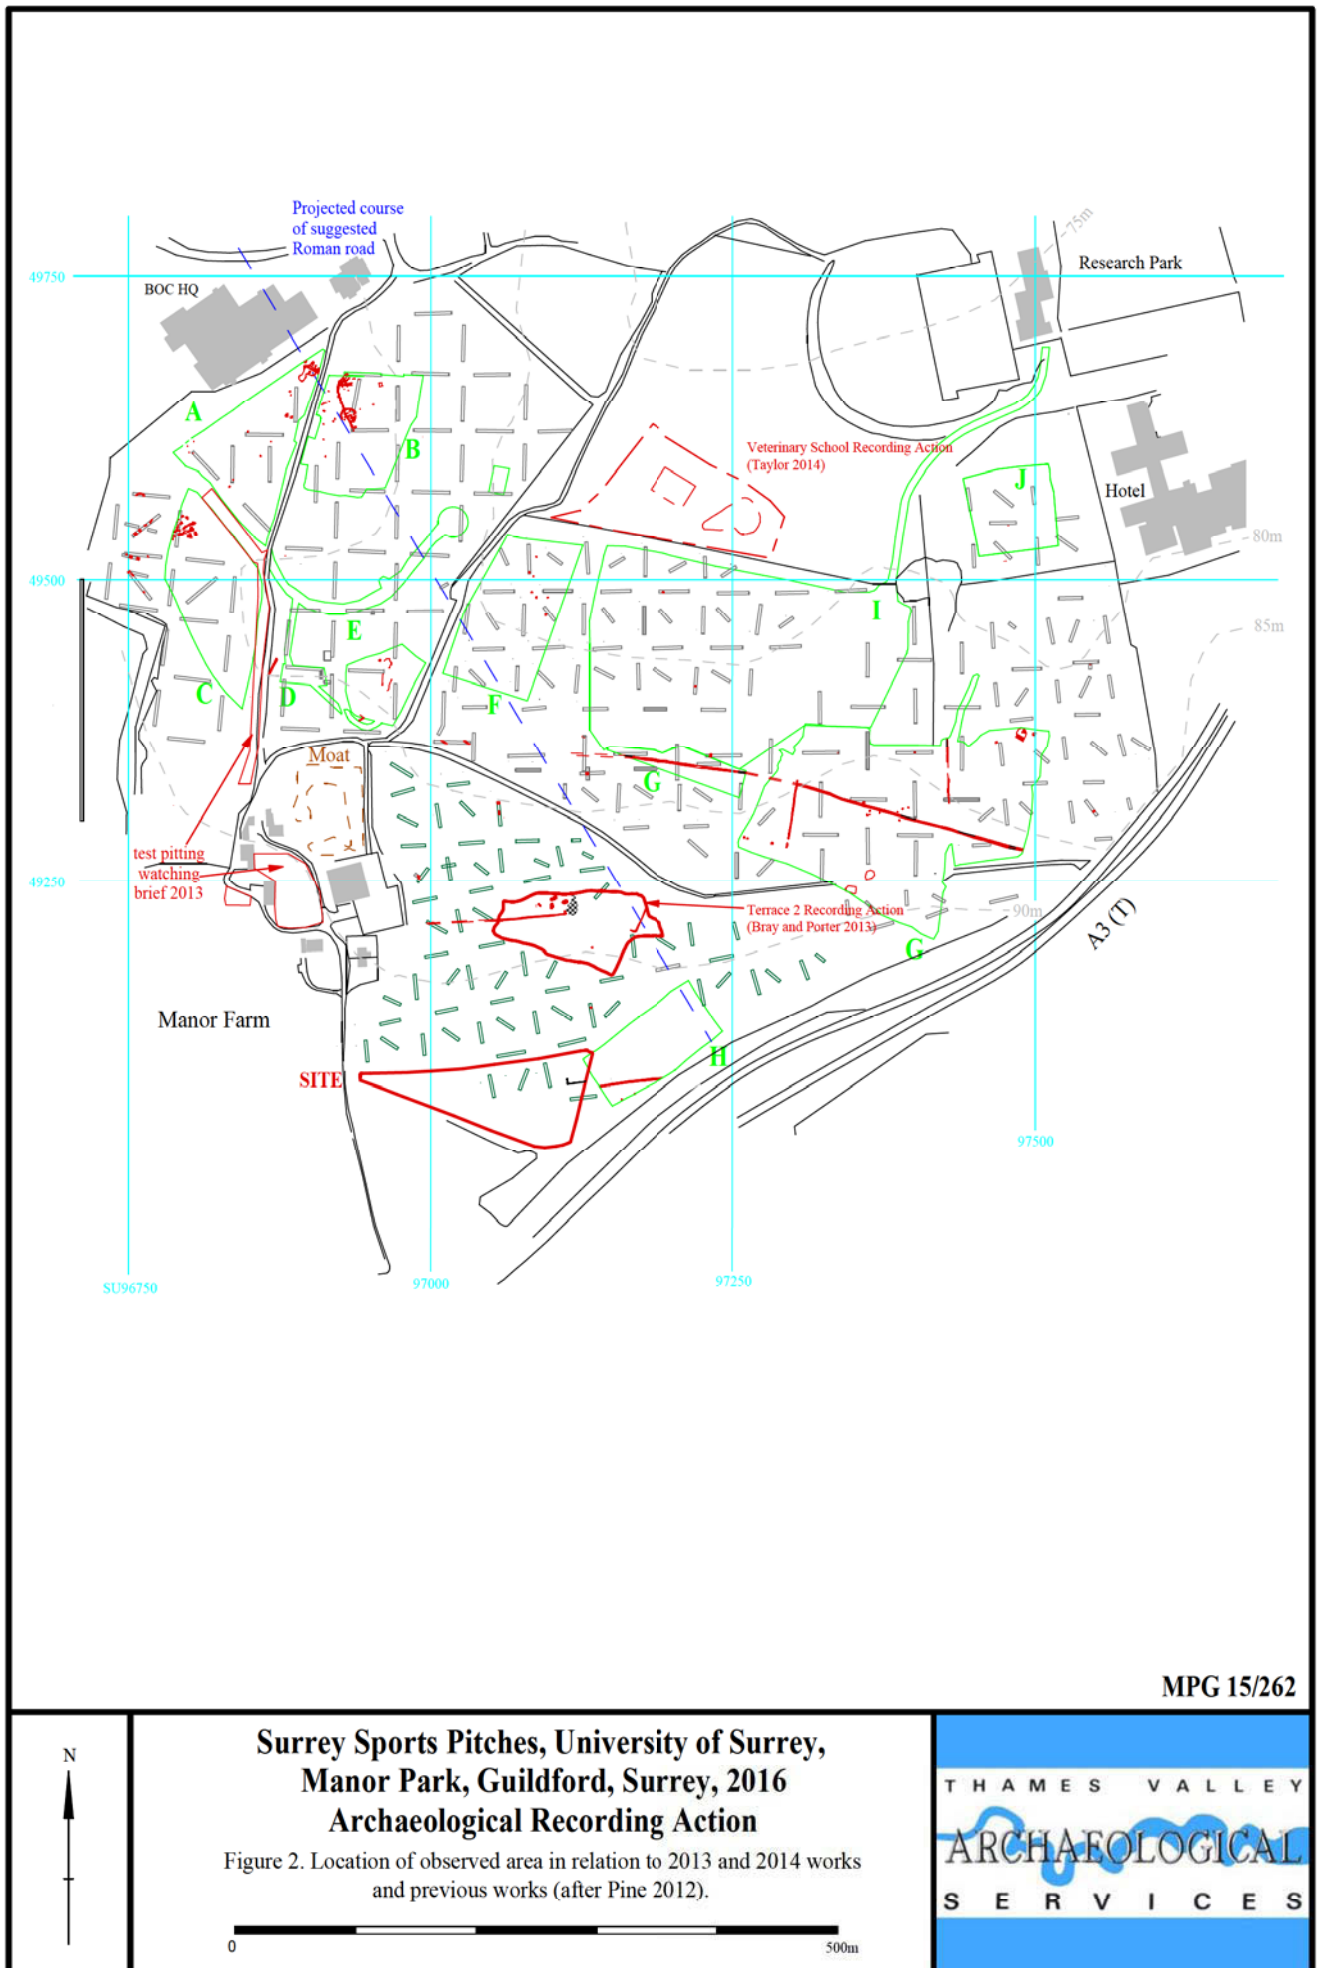 Projected course
of suggested
Roman road
75m
Research Park
49750
BOC HQ
A
B
Veterinary School Recording Action
(Taylor 2014)
J
Hotel
80m
49500
I
E
85m
C
D
F
Moat
G
test pitting
watching
brief 2013
49250
Terrace 2 Recording Action
(Bray and Porter 2013)
90m
A3 (T)
G
Manor Farm
H
SITE
97500
SU96750
97000
97250
MPG 15/262
N
Surrey Sports Pitches, University of Surrey,
Manor Park, Guildford, Surrey, 2016
Archaeological Recording Action
Figure 2. Location of observed area in relation to 2013 and 2014 works
and previous works (after Pine 2012).
0
500m
THAMES VALLEY
ARCHAEOLOGICAL
SERVICES